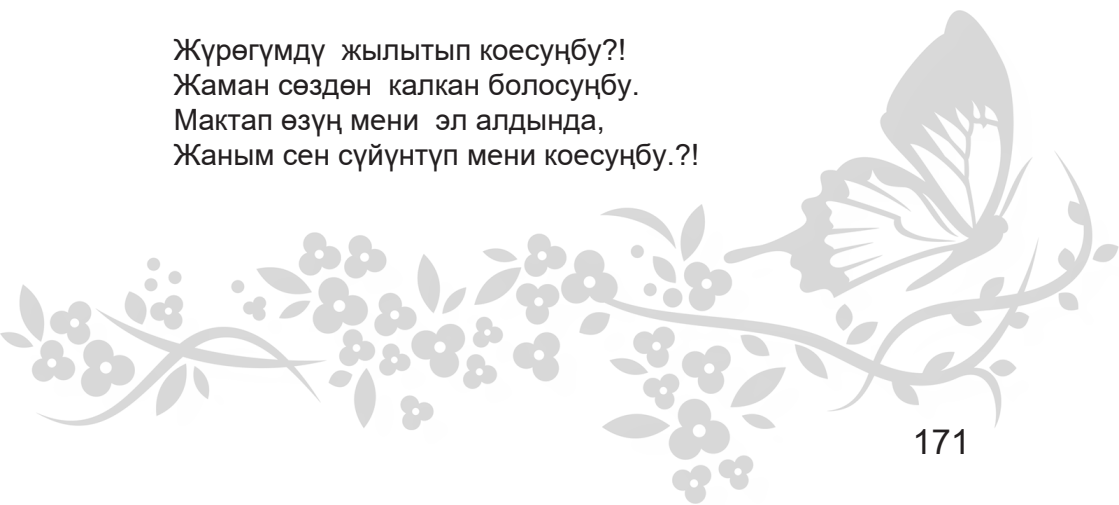 Жүрөгүмдү  жылытып коесуңбу?!
Жаман сөздөн  калкан болосуңбу.
Мактап өзүң мени  эл алдында,
Жаным сен сүйүнтүп мени коесуңбу.?!
171